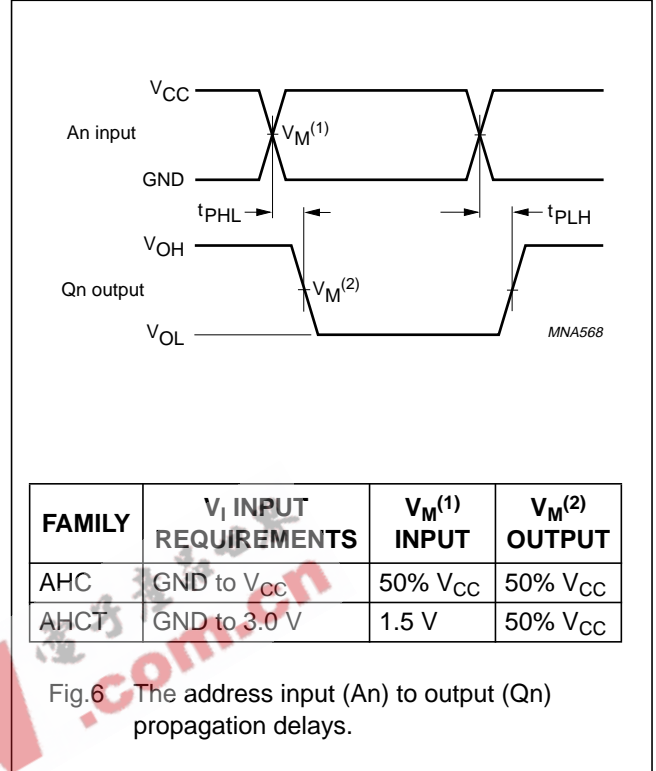 VCC
An input
VM(1)
GND
tPHL
tPLH
VOH
Qn output
VM(2)
VOL
MNA568
FAMILY VI INPUT REQUIREMENTS VM(1) INPUT VM(2) OUTPUT
AHC GND to VCC 50% VCC 50% VCC
AHCT GND to 3.0 V 1.5 V 50% VCC
Fig.6 The address input (An) to output (Qn)
propagation delays.
.com.cn